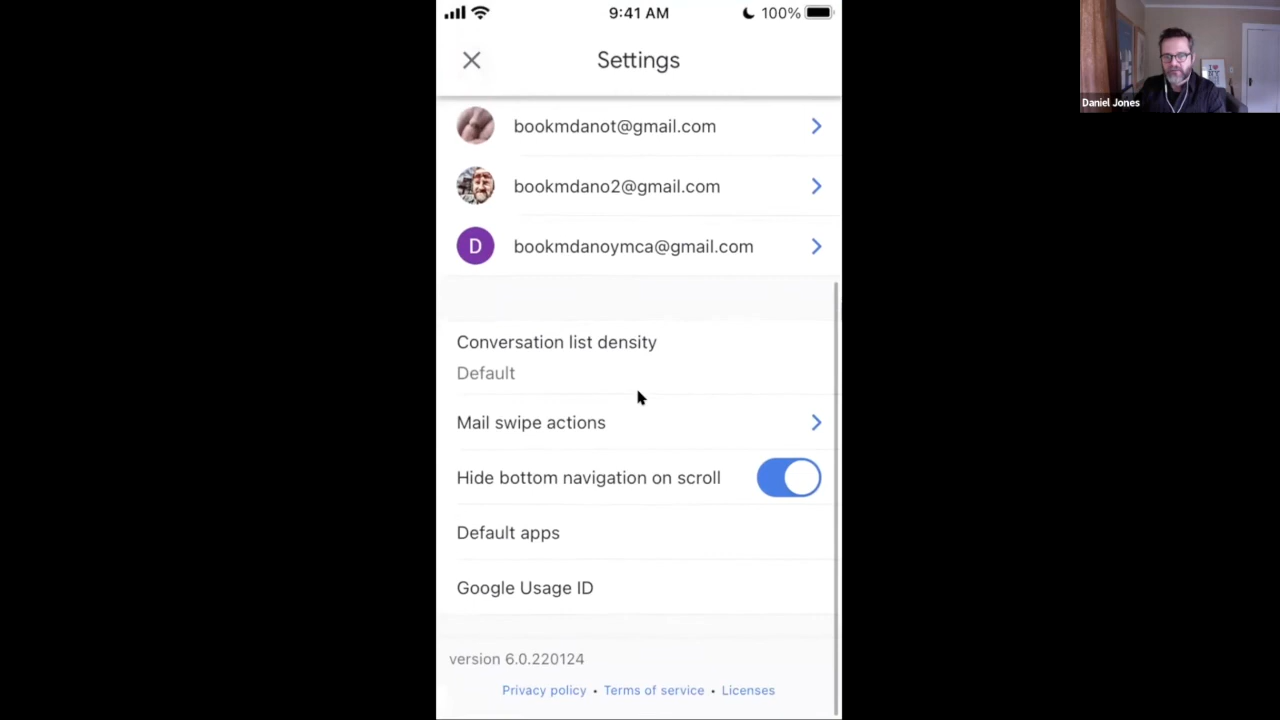 9:41 AM
100%
Settings
Daniel Jones
bookmdanot@gmail.com
bookmdano2@gmail.com
D
bookmdanoymca@gmail.com
Conversation list density
Default
Mail swipe actions
Hide bottom navigation on scroll
Default apps
Google Usage ID
version 6.0.220124
Privacy policy • Terms of service • Licenses